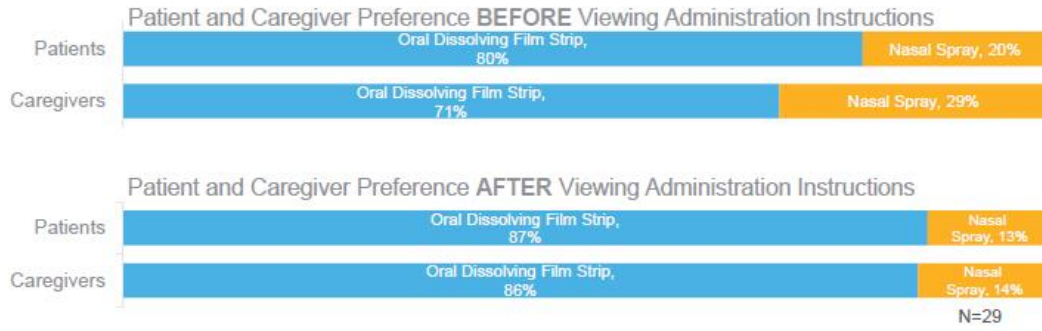 Patient and Caregiver Preference BEFORE Viewing Administration Instructions
Patients
Oral Dissolving Film Strip,
80%
Nasal Spray, 20%
Caregivers
Oral Dissolving Film Strip,
71%
Nasal Spray, 29%
Patient and Caregiver Preference AFTER Viewing Administration Instructions
Patients
Oral Dissolving Film Strip,
87%
Nasal
Spray, 13%
Caregivers
Oral Dissolving Film Strip,
86%
Nasal
Spray, 14%
N=29